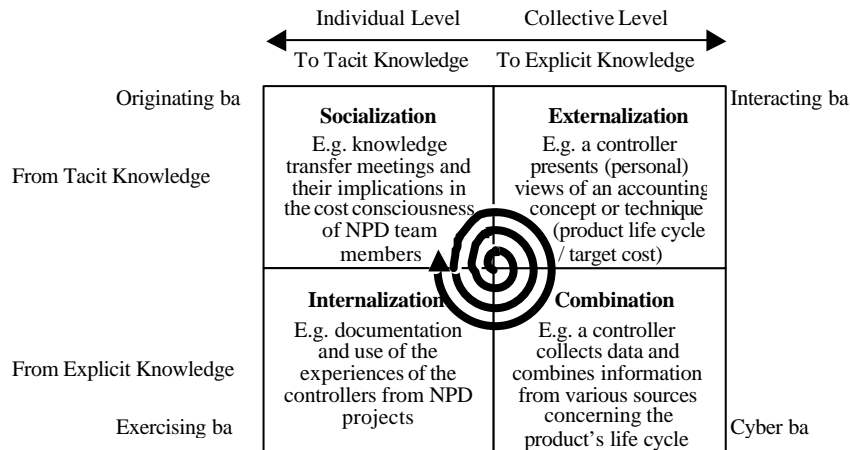 Individual Level Collective Level
To Tacit Knowledge To Explicit Knowledge
Originating ba
Interacting ba
From Tacit Knowledge
Socialization
E.g. knowledge
transfer meetings and
their implications in
the cost consciousness
of NPD team
members
Externalization
E.g. a controller
presents (personal)
views of an accounting
concept or technique
(product life cycle
/ target cost)
From Explicit Knowledge
Internalization
E.g. documentation
and use of the
experiences of the
controllers from NPD
projects
Combination
E.g. a controller
collects data and
combines information
from various sources
concerning the
product's life cycle
Exercising ba
Cyber ba